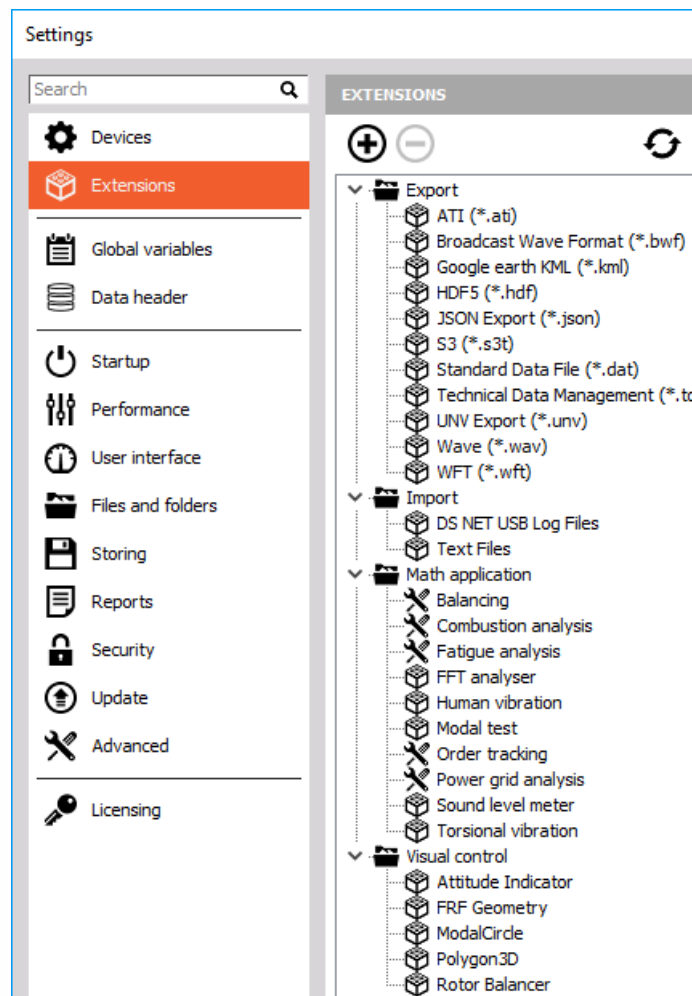 Settings
Search
Devices
Extensions
Global variables
Data header
Startup
Performance
User interface
Files and folders
Storing
Reports
Security
Update
Advanced
Licensing
EXTENSIONS
Export
ATI (*.ati)
Broadcast Wave Format (*.bwf)
Google earth KML (*.kml)
HDF5 (*.hdf)
JSON Export (*.json)
S3 (*.s3t)
Standard Data File (*.dat)
Technical Data Management (*.
UNV Export (*.unv)
Wave (*.wav)
WFT (*.wft)
Import
DS NET USB Log Files
Text Files
Math application
Balancing
Combustion analysis
Fatigue analysis
FFT analyser
Human vibration
Modal test
Order tracking
Power grid analysis
Sound level meter
Torsional vibration
Visual control
Attitude Indicator
FRF Geometry
ModalCircle
Polygon3D
Rotor Balancer